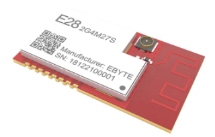 E28 2G4M27S
Manufacturer: EBYTE
SN: 18122100001